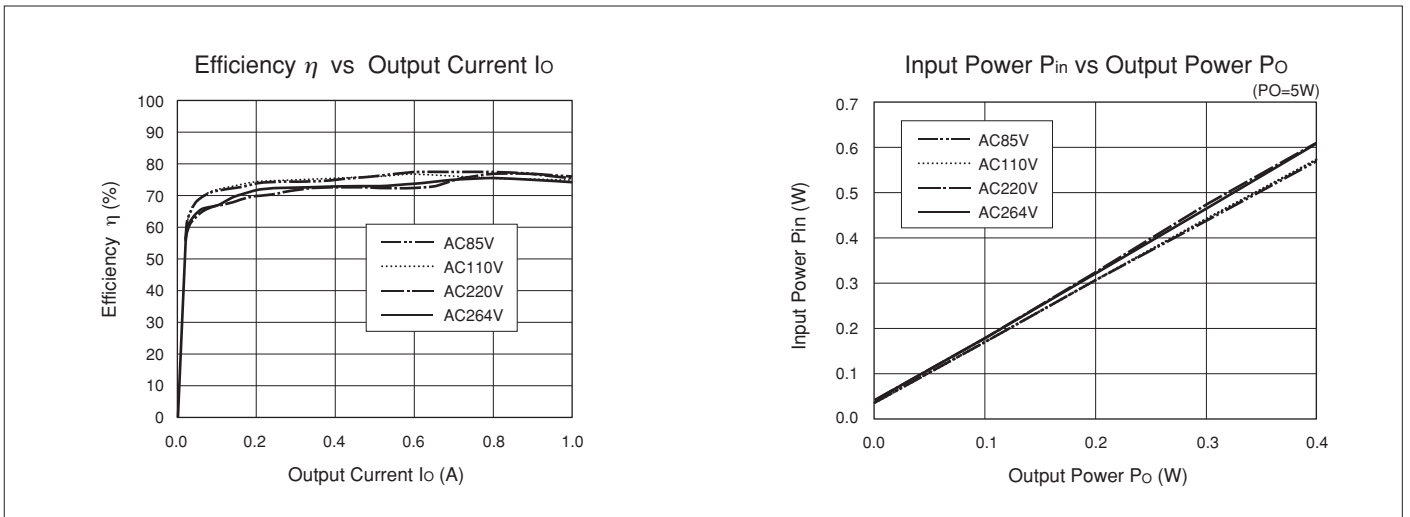 Efficiency η vs Output Current IO
100
90
80
70
60
50
40
30
20
10
0
Efficiency η (%)
AC85V
AC110V
AC220V
AC264V
0.0 0.2 0.4 0.6 0.8 1.0
Output Current IO (A)
Input Power Pin vs Output Power PO
(PO=5W)
0.7
0.6
0.5
0.4
0.3
0.2
0.1
0.0
Input Power Pin (W)
AC85V
AC110V
AC220V
AC264V
0.0 0.1 0.2 0.3 0.4
Output Power PO (W)